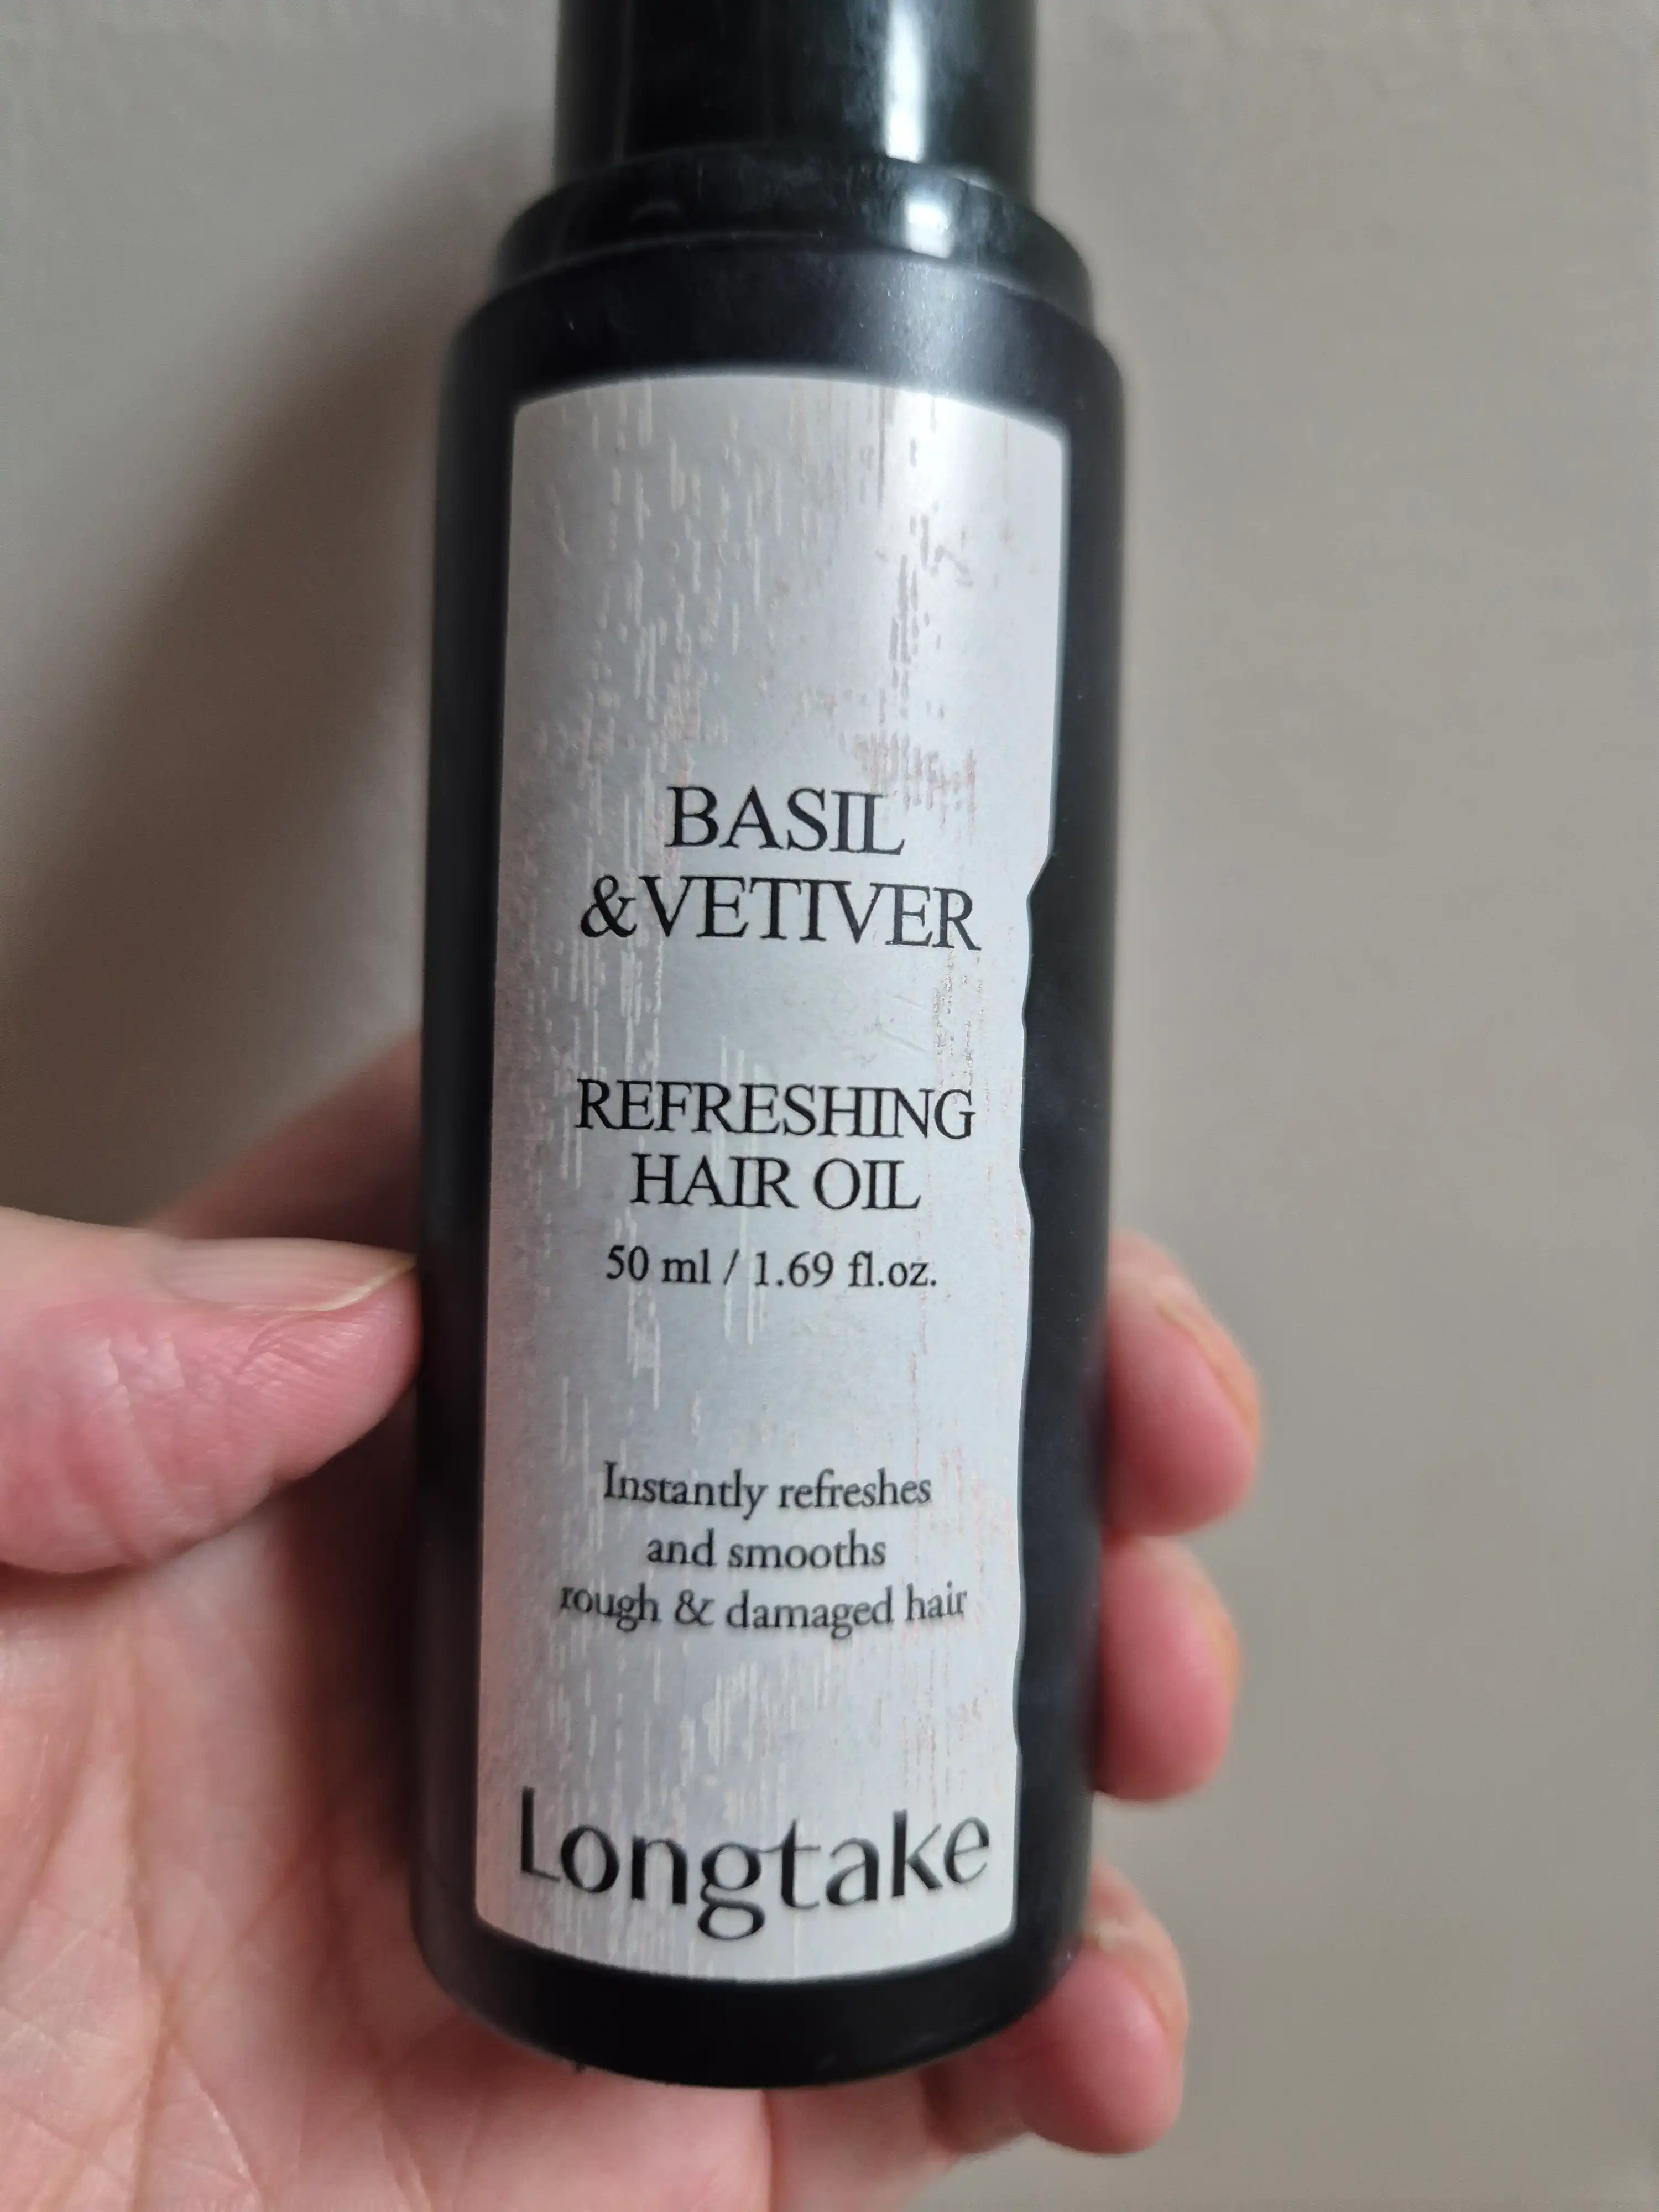 BASIL
&VETIVER
REFRESHING
HAIR OIL
50 ml / 1.69 fl.oz.
Instantly refreshes
and smooths
rough & damaged hair
Longtake